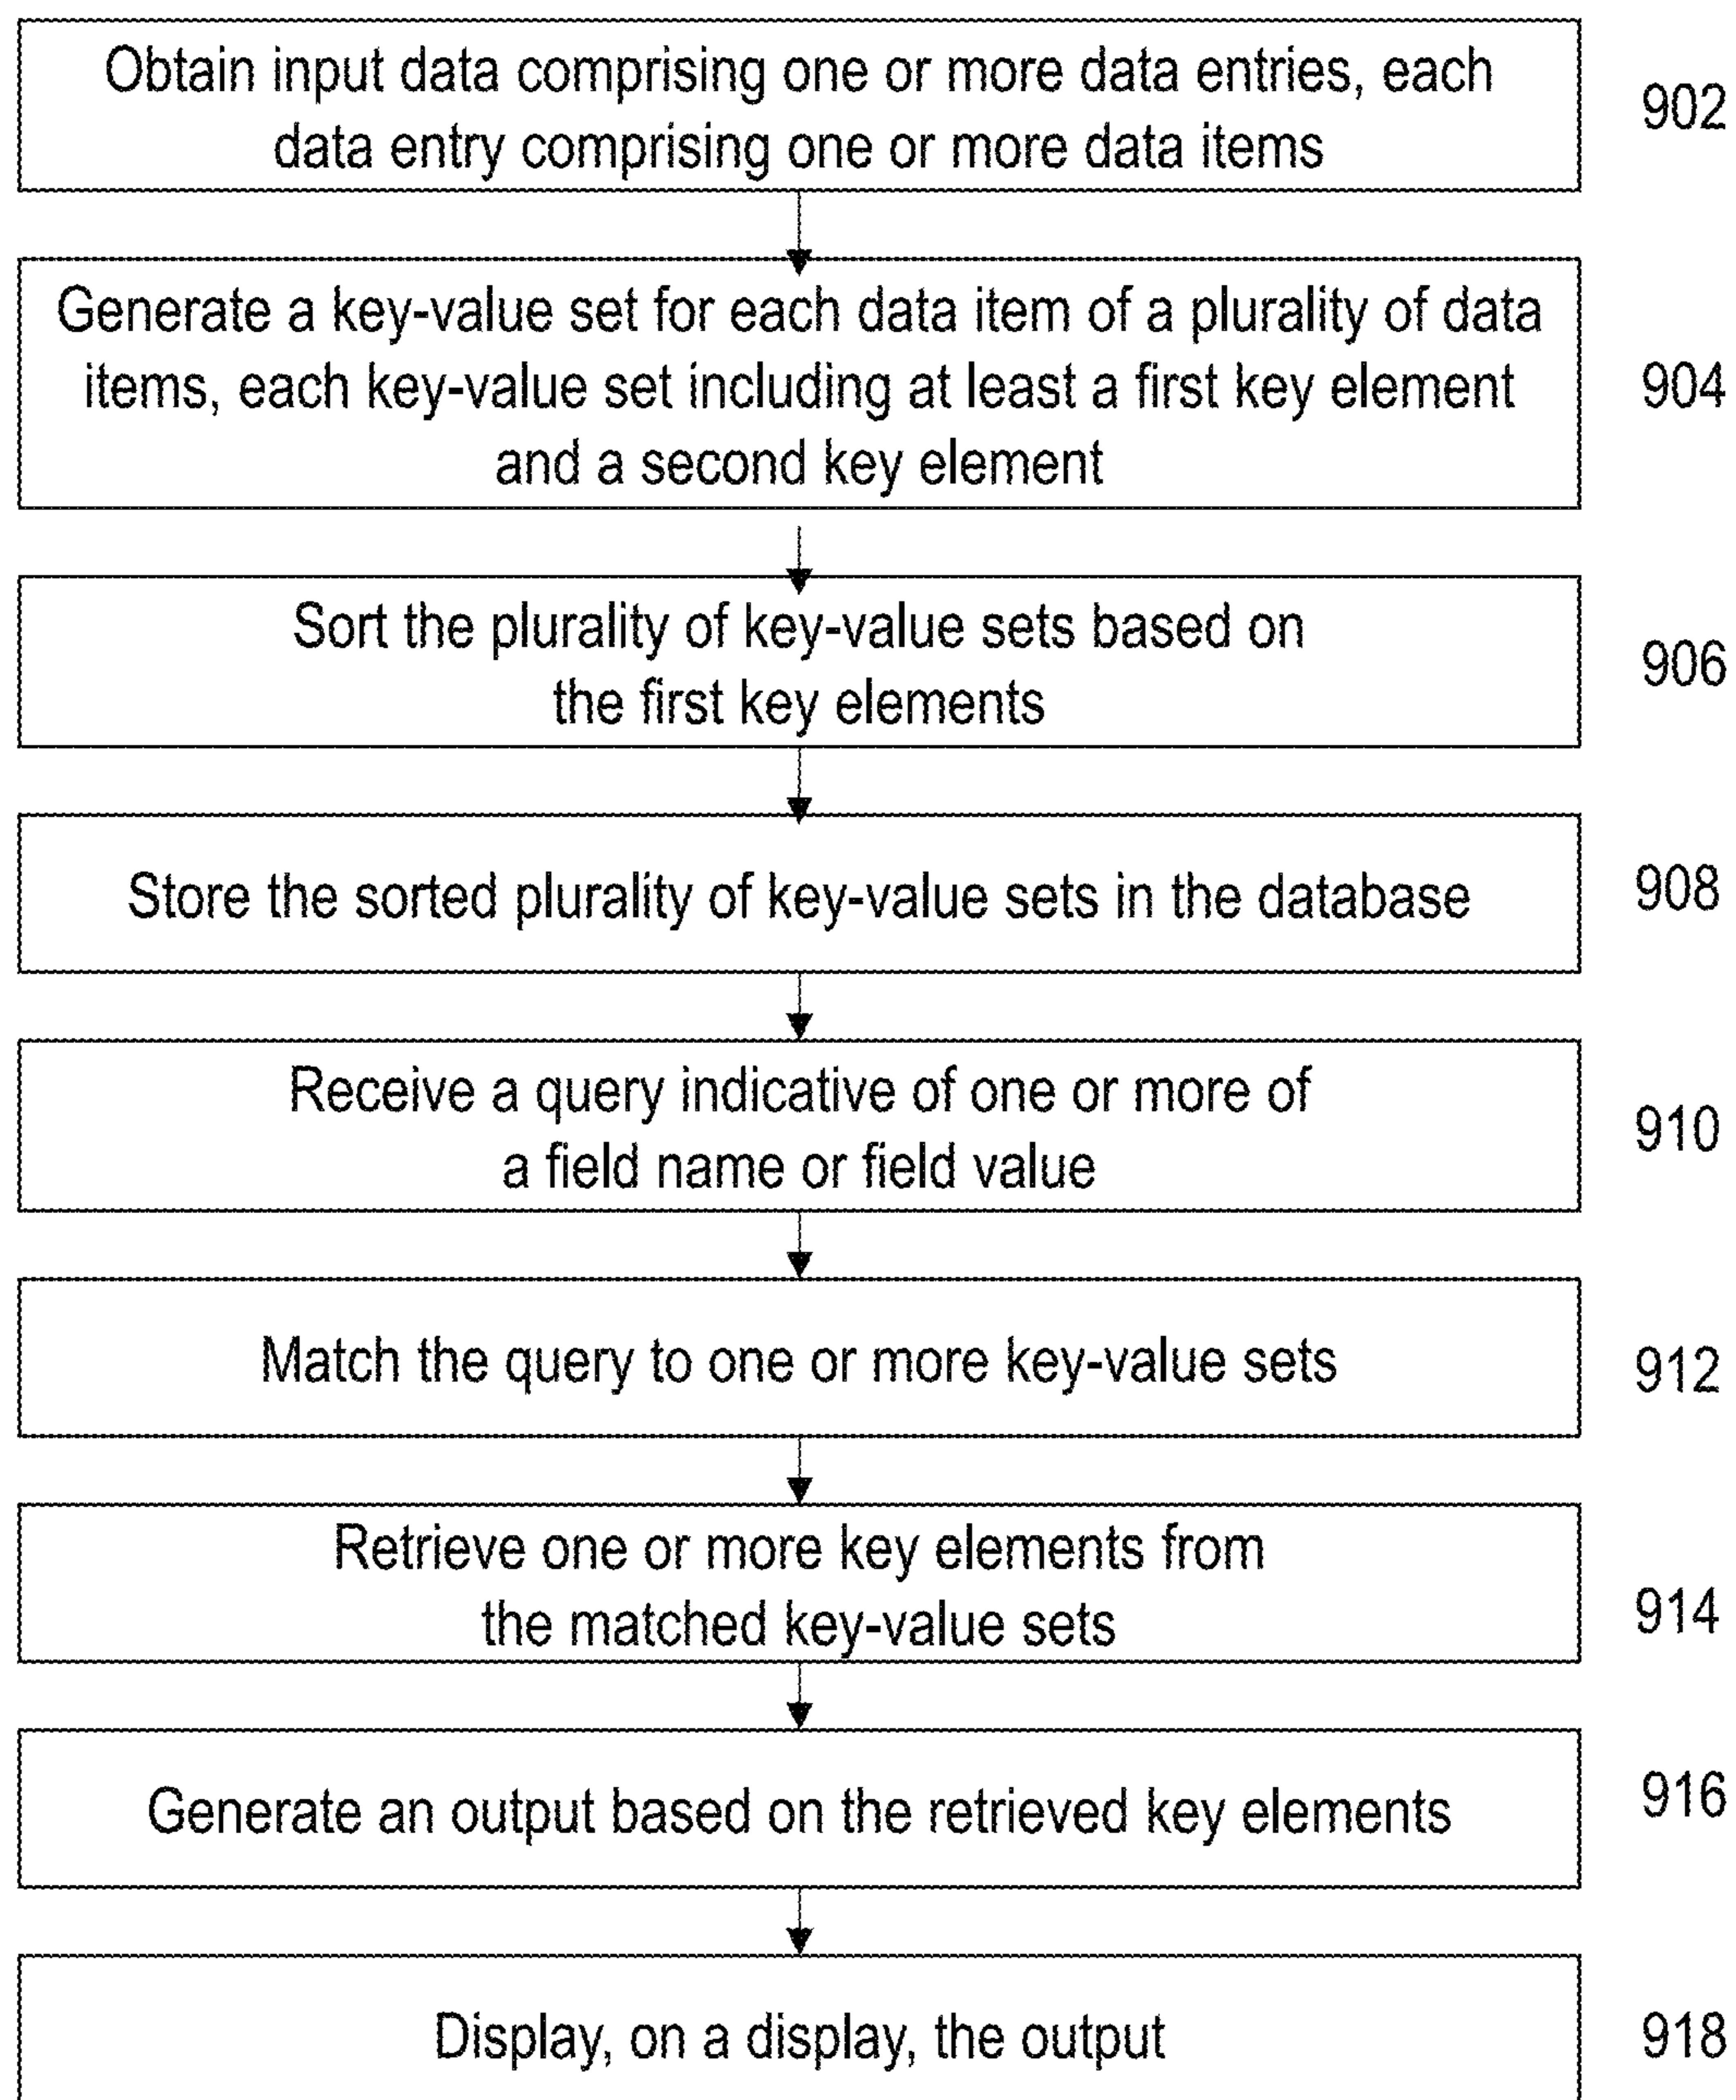 Obtain input data comprising one or more data entries, each
data entry comprising one or more data items
902
Generate a key-value set for each data item of a plurality of data
items, each key-value set including at least a first key element
and a second key element
904
Sort the plurality of key-value sets based on
the first key elements
906
Store the sorted plurality of key-value sets in the database
908
Receive a query indicative of one or more of
a field name or field value
910
Match the query to one or more key-value sets
912
Retrieve one or more key elements from
the matched key-value sets
914
Generate an output based on the retrieved key elements
916
Display, on a display, the output
918